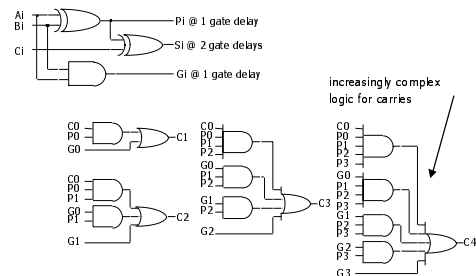 Ai
Bi
Ci
Pi @ 1 gate delay
Si @ 2 gate delays
Gi @ 1 gate delay
increasingly complex
logic for carries
C0
P0
G0
C1
C0
P0
P1
G0
P1
G1
C2
C0
P0
P1
P2
G0
P1
P2
G1
P2
G2
C3
C0
P0
P1
P2
P3
G0
P1
P2
P3
G1
P2
P3
G2
P3
G3
C4